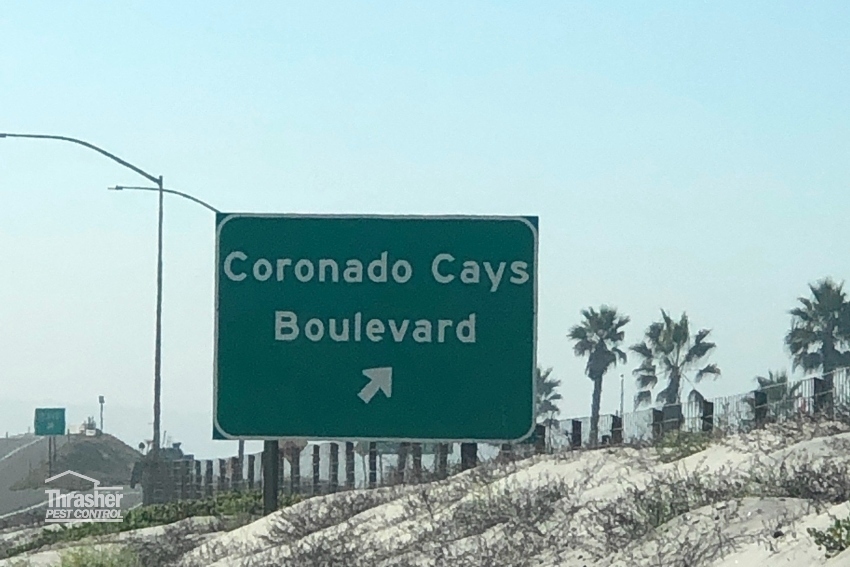 Coronado Cays
Boulevard
Thrasher
PEST CONTROL